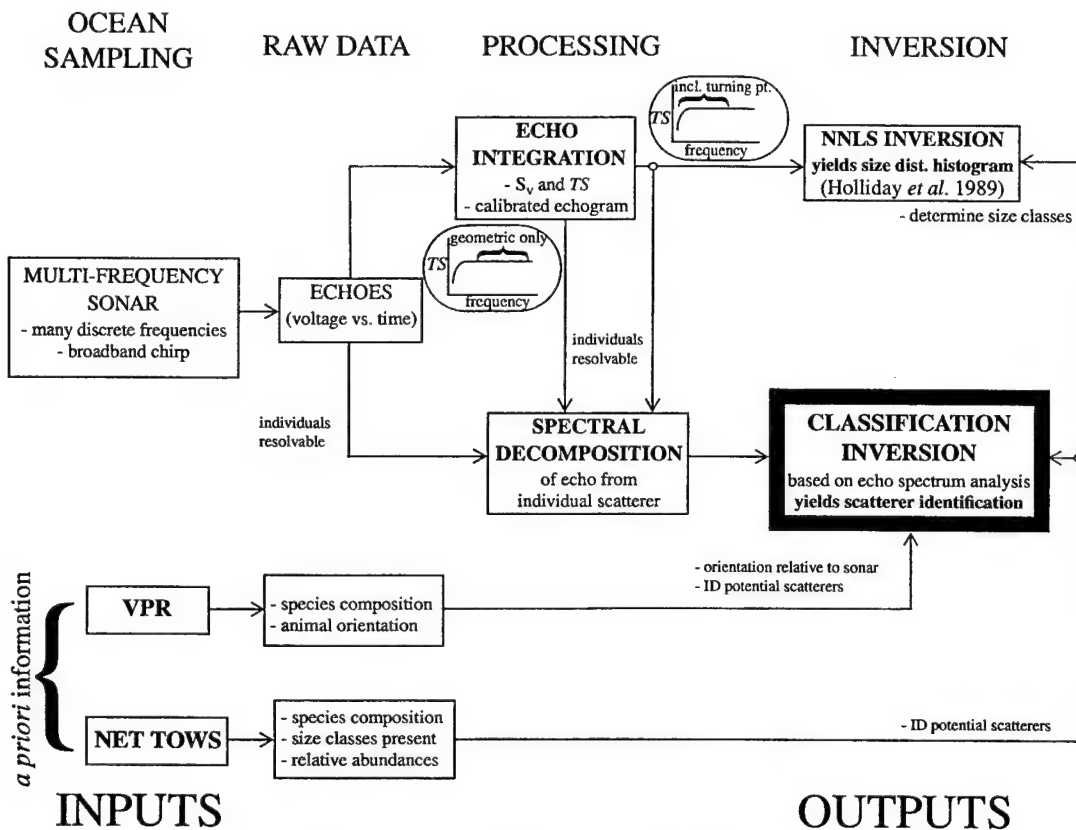 OCEAN
SAMPLING
RAW DATA
PROCESSING
INVERSION
MULTI-FREQUENCY
SONAR
- many discrete frequencies
- broadband chirp
ECHOES
(voltage vs. time)
ECHO
INTEGRATION
- Sv and TS
- calibrated echogram
incl. turning pt.
TS
frequency
geometric only
TS
frequency
NNLS INVERSION
yields size dist. histogram
(Holliday et al. 1989)
- determine size classes
individuals
resolvable
individuals
resolvable
SPECTRAL
DECOMPOSITION
of echo from
individual scatterer
CLASSIFICATION
INVERSION
based on echo spectrum analysis
yields scatterer identification
- orientation relative to sonar
- ID potential scatterers
a priori information
VPR
- species composition
- animal orientation
NET TOWS
- species composition
- size classes present
- relative abundances
- ID potential scatterers
INPUTS
OUTPUTS